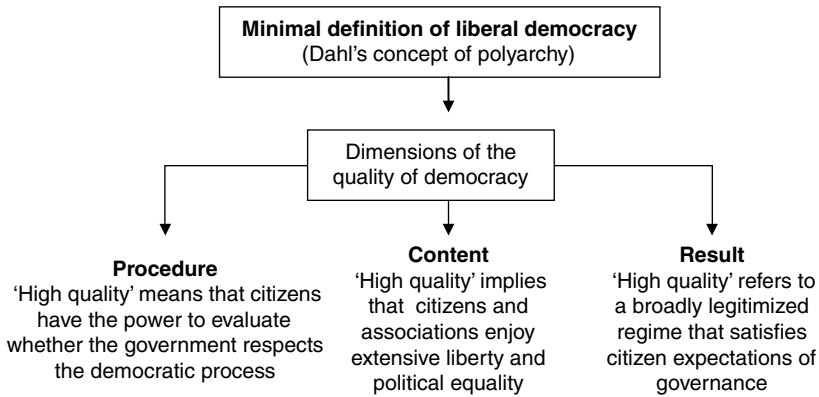 Minimal definition of liberal democracy
(Dahl's concept of polyarchy)
Dimensions of the
quality of democracy
Procedure
‘High quality’ means that citizens
have the power to evaluate
whether the government respects
the democratic process
Content
‘High quality’ implies
that citizens and
associations enjoy
extensive liberty and
political equality
Result
‘High quality’ refers to
a broadly legitimized
regime that satisfies
citizen expectations of
governance